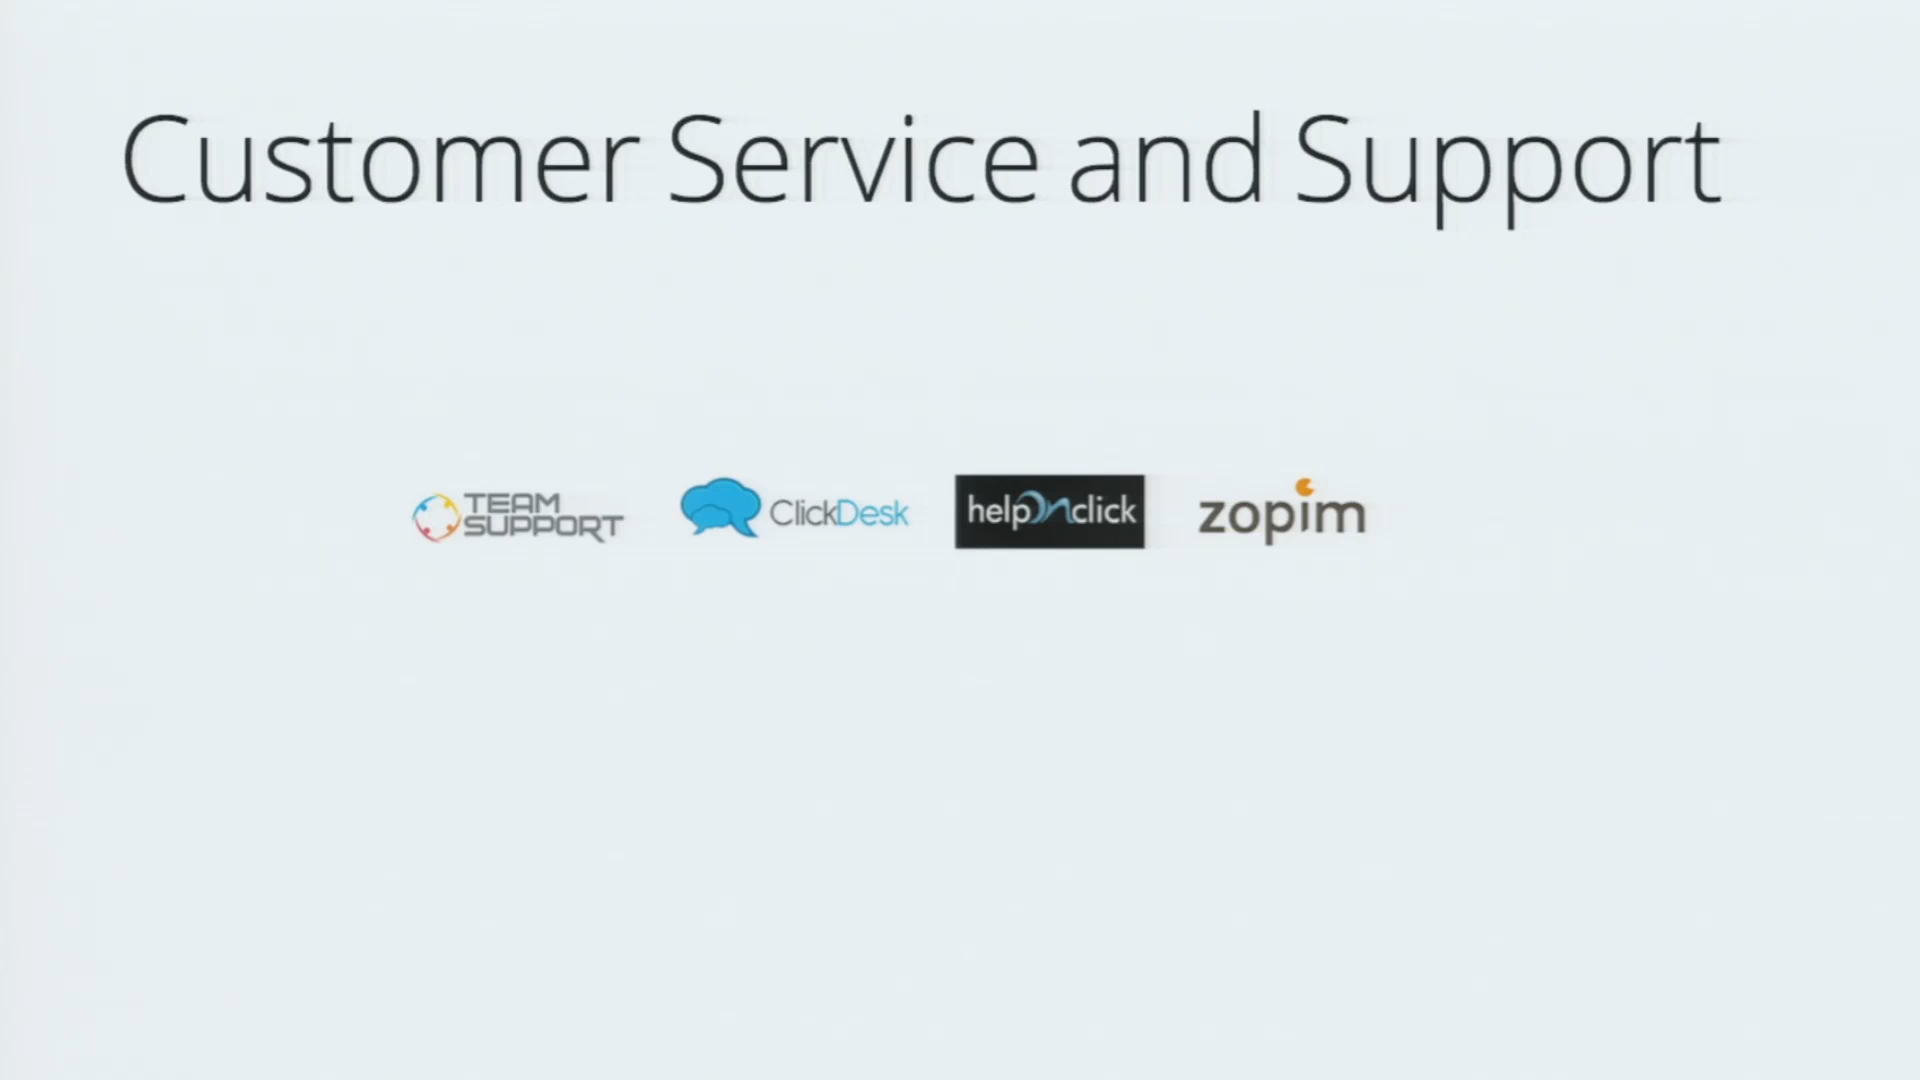 Customer Service and Support
TEAM
SUPPORT
ClickDesk
helponclick
zopim